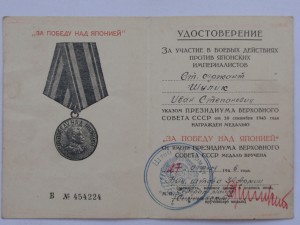 "ЗА ПОБЕДУ НАД ЯПОНИЕЙ"
В № 454224
УДОСТОВЕРЕНИЕ
ЗА УЧАСТИЕ В БОЕВЫХ ДЕЙСТВИЯХ
ПРОТИВ ЯПОНСКИХ
ИМПЕРИАЛИСТОВ
Ст. сержант
Иван Степанович
УКАЗОМ ПРЕЗИДИУМА ВЕРХОВНОГО
СОВЕТА СССР от 30 сентября 1945 года
НАГРАЖДЕН МЕДАЛЬЮ
"ЗА ПОБЕДУ НАД ЯПОНИЕЙ"
ОТ ИМЕНИ ПРЕЗИДИУМА ВЕРХОВНОГО
СОВЕТА СССР МЕДАЛЬ ВРУЧЕНА